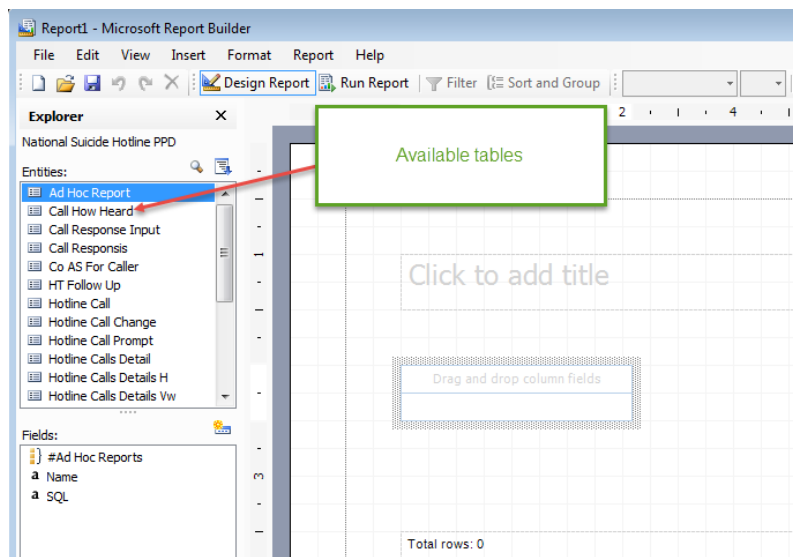 Report1 - Microsoft Report Builder
File Edit View Insert Format Report Help
Design Report Run Report Filter Sort and Group
Explorer X
2 4
National Suicide Hotline PPD
Entities:
Available tables
Ad Hoc Report
Call How Heard
Call Response Input
Call Responsis
Co AS For Caller
HT Follow Up
Hotline Call
Hotline Call Change
Hotline Call Prompt
Hotline Calls Detail
Hotline Calls Details H
Hotline Calls Details Vw
1
Click to add title
Drag and drop column fields
Fields:
#Ad Hoc Reports
a Name
a SQL
3
Total rows: 0